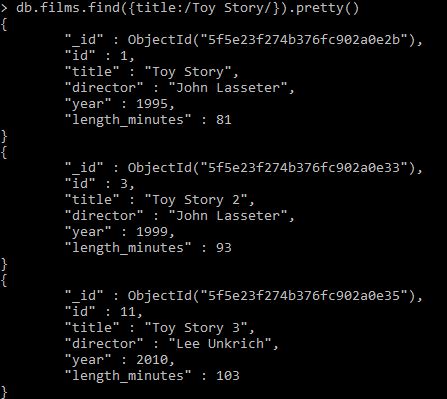 > db.films.find({title:/Toy Story/}).pretty()
{
        "_id" : ObjectId("5f5e23f274b376fc902a0e2b"),
        "id" : 1,
        "title" : "Toy Story",
        "director" : "John Lasseter",
        "year" : 1995,
        "length_minutes" : 81
}
{
        "_id" : ObjectId("5f5e23f274b376fc902a0e33"),
        "id" : 3,
        "title" : "Toy Story 2",
        "director" : "John Lasseter",
        "year" : 1999,
        "length_minutes" : 93
}
{
        "_id" : ObjectId("5f5e23f274b376fc902a0e35"),
        "id" : 11,
        "title" : "Toy Story 3",
        "director" : "Lee Unkrich",
        "year" : 2010,
        "length_minutes" : 103
}